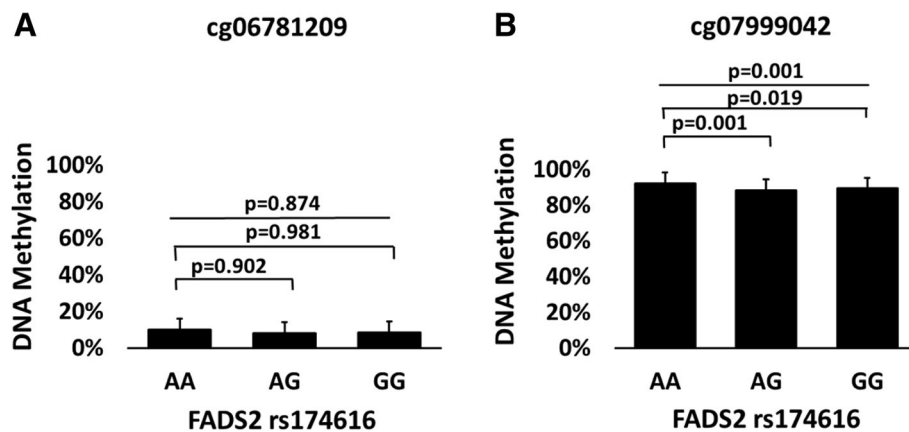 A
cg06781209
DNA Methylation
100%
80%
60%
40%
20%
0%
p=0.874
p=0.981
p=0.902
AA AG GG
FADS2 rs174616
B
cg07999042
DNA Methylation
p=0.001
p=0.019
p=0.001
100%
80%
60%
40%
20%
0%
AA AG GG
FADS2 rs174616